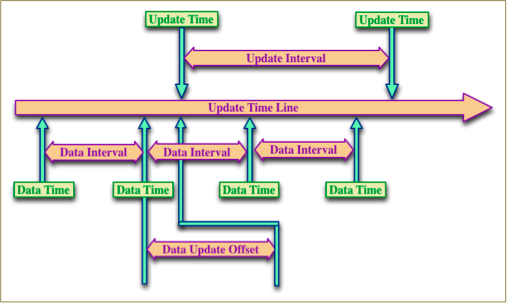 Update Time
Update Time
Update Interval
Update Time Line
Data Interval
Data Interval
Data Interval
Data Time
Data Time
Data Time
Data Time
Data Update Offset